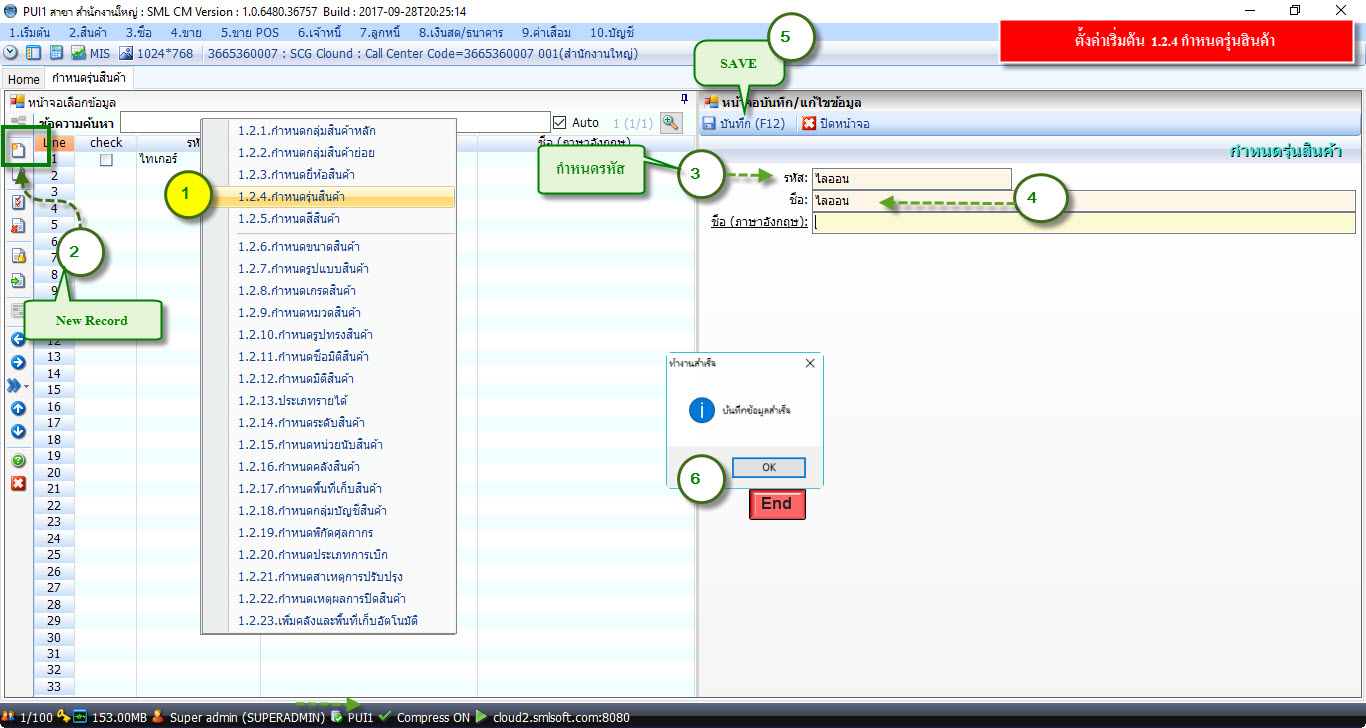 PUI1 สาขา สำนักงานใหญ่ : SML CM Version : 1.0.6480.36757 Build : 2017-09-28T20:25:14
1.เริ่มต้น 2.สินค้า 3.ซื้อ 4.ขาย 5.ขาย POS 6.เจ้าหนี้ 7.ลูกหนี้ 8.เงินสด/ธนาคาร 9.ค่าเสื่อม 10.บัญชี
MIS 1024*768 3665360007 : SCG Clound : Call Center Code=3665360007 001(สำนักงานใหญ่)
ตั้งค่าเริ่มต้น 1.2.4 กำหนดรุ่นสินค้า
5
SAVE
Home กำหนดรุ่นสินค้า
หน้าจอเลือกข้อมูล
ข้อความค้นหา Auto 1 (1/1)
Line check รหั ชื่อ (ภาษาอังกฤษ)
1 ไทเกอร์
2
3
4
5
6
7
8
9
12
13
14
15
16
17
18
19
20
21
22
23
24
25
26
27
28
29
30
31
32
33
1
2
New Record
1.2.1.กำหนดกลุ่มสินค้าหลัก
1.2.2.กำหนดกลุ่มสินค้าย่อย
1.2.3.กำหนดยี่ห้อสินค้า
1.2.4.กำหนดรุ่นสินค้า
1.2.5.กำหนดสีสินค้า
1.2.6.กำหนดขนาดสินค้า
1.2.7.กำหนดรูปแบบสินค้า
1.2.8.กำหนดเกรดสินค้า
1.2.9.กำหนดหมวดสินค้า
1.2.10.กำหนดรูปทรงสินค้า
1.2.11.กำหนดชื่อมิติสินค้า
1.2.12.กำหนดมิติสินค้า
1.2.13.ประเภทรายได้
1.2.14.กำหนดระดับสินค้า
1.2.15.กำหนดหน่วยนับสินค้า
1.2.16.กำหนดคลังสินค้า
1.2.17.กำหนดพื้นที่เก็บสินค้า
1.2.18.กำหนดกลุ่มบัญชีสินค้า
1.2.19.กำหนดพิกัดศุลกากร
1.2.20.กำหนดประเภทการเบิก
1.2.21.กำหนดสาเหตุการปรับปรุง
1.2.22.กำหนดเหตุผลการปิดสินค้า
1.2.23.เพิ่มคลังและพื้นที่เก็บอัตโนมัติ
หน้าจอบันทึก/แก้ไขข้อมูล
บันทึก (F12) ปิดหน้าจอ
กำหนดรุ่นสินค้า
กำหนดรหัส
3
รหัส: ไลออน
ชื่อ: ไลออน
4
ชื่อ (ภาษาอังกฤษ):
ทำงานสำเร็จ
บันทึกข้อมูลสำเร็จ
OK
6
End
1/100 153.00MB Super admin (SUPERADMIN) PUI1 Compress ON cloud2.smlsoft.com:8080